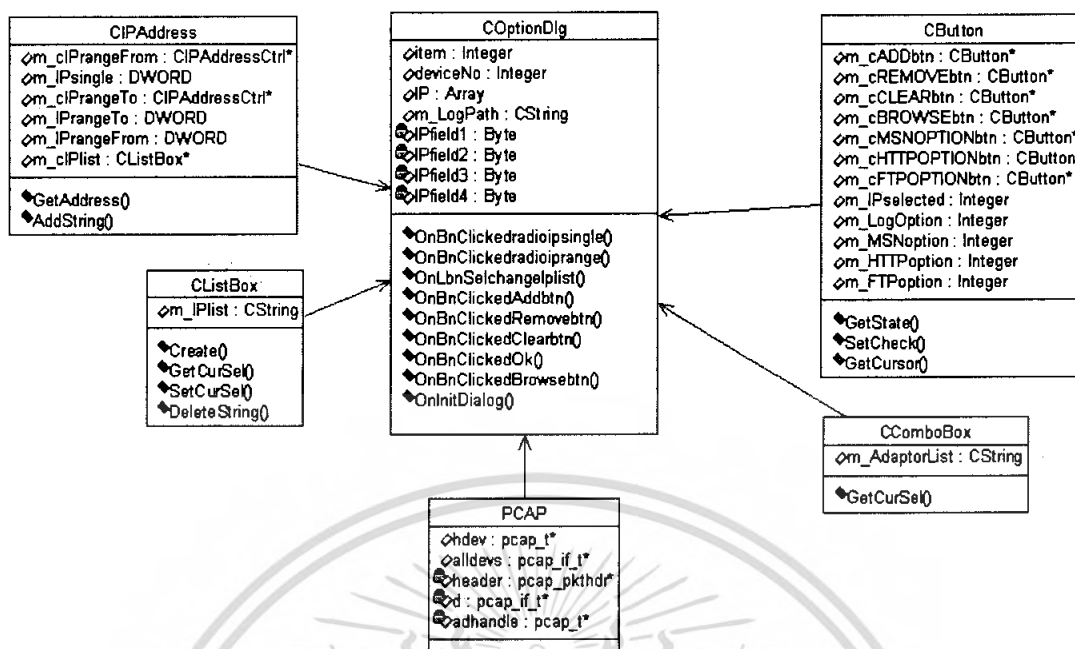 CIPAddress
m_cIPrangeFrom : CIPAddressCtrl*
m_IPsingle : DWORD
m_cIPrangeTo : CIPAddressCtrl*
m_IPrangeTo : DWORD
m_IPrangeFrom : DWORD
m_cIPlist : CListBox*
GetAddress()
AddString()
COptionDlg
item : Integer
deviceNo : Integer
IP : Array
m_LogPath : CString
IPfield1 : Byte
IPfield2 : Byte
IPfield3 : Byte
IPfield4 : Byte
OnBnClickedradioipsingle()
OnBnClickedradioiprange()
OnLbnSelchangeIplist()
OnBnClickedAddbtn()
OnBnClickedRemovebtn()
OnBnClickedClearbtn()
OnBnClickedOk()
OnBnClickedBrowsebtn()
OnInitDialog()
CButton
m_cADDbtn : CButton*
m_cREMOVEbtn : CButton*
m_cCLEARbtn : CButton*
m_cBROWSEbtn : CButton*
m_cMSNOPTIONbtn : CButton*
m_cHTTPOPTIONbtn : CButton
m_cFTPOPTIONbtn : CButton*
m_IPselected : Integer
m_LogOption : Integer
m_MSNoption : Integer
m_HTTPoption : Integer
m_FTPoption : Integer
GetState()
SetCheck()
GetCursor()
CListBox
m_IPlist : CString
Create()
GetCurSel()
SetCurSel()
DeleteString()
CComboBox
m_AdaptorList : CString
GetCurSel()
PCAP
hdev : pcap_t*
alldevs : pcap_if_t*
header : pcap_pkthdr*
d : pcap_if_t*
adhandle : pcap_t*